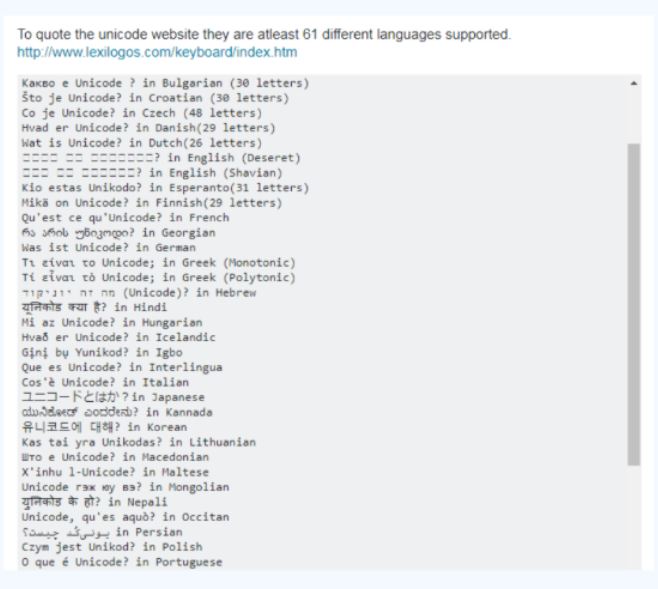 To quote the unicode website they are atleast 61 different languages supported.
http://www.lexilogos.com/keyboard/index.htm
Какво е Unicode ? in Bulgarian (30 letters)
Što je Unicode? in Croatian (30 letters)
Co je Unicode? in Czech (48 letters)
Hvad er Unicode? in Danish(29 letters)
Wat is Unicode? in Dutch(26 letters)
? in English (Deseret)
? in English (Shavian)
Kio estas Unikodo? in Esperanto(31 letters)
Mikä on Unicode? in Finnish(29 letters)
Qu'est ce qu'Unicode? in French
რა არის უნიკოდი? in Georgian
Was ist Unicode? in German
Τι είναι το Unicode; in Greek (Monotonic)
Τί εἶναι τὸ Unicode; in Greek (Polytonic)
מה זה יוניקוד (Unicode)? in Hebrew
यूनिकोड क्या है? in Hindi
Mi az Unicode? in Hungarian
Hvað er Unicode? in Icelandic
Gịnị bụ Yunikod? in Igbo
Que es Unicode? in Interlingua
Cos'è Unicode? in Italian
ユニコードとはか？in Japanese
ಯುನಿಕೋಡ್ ಎಂದರೇನು? in Kannada
유니코드에 대해? in Korean
Kas tai yra Unikodas? in Lithuanian
Што е Unicode? in Macedonian
X'inhu l-Unicode? in Maltese
Unicode гэж юу вэ? in Mongolian
युनिकोड के हो? in Nepali
Unicode, qu'es aquò? in Occitan
یونی‌کُد چیست؟ in Persian
Czym jest Unikod? in Polish
O que é Unicode? in Portuguese